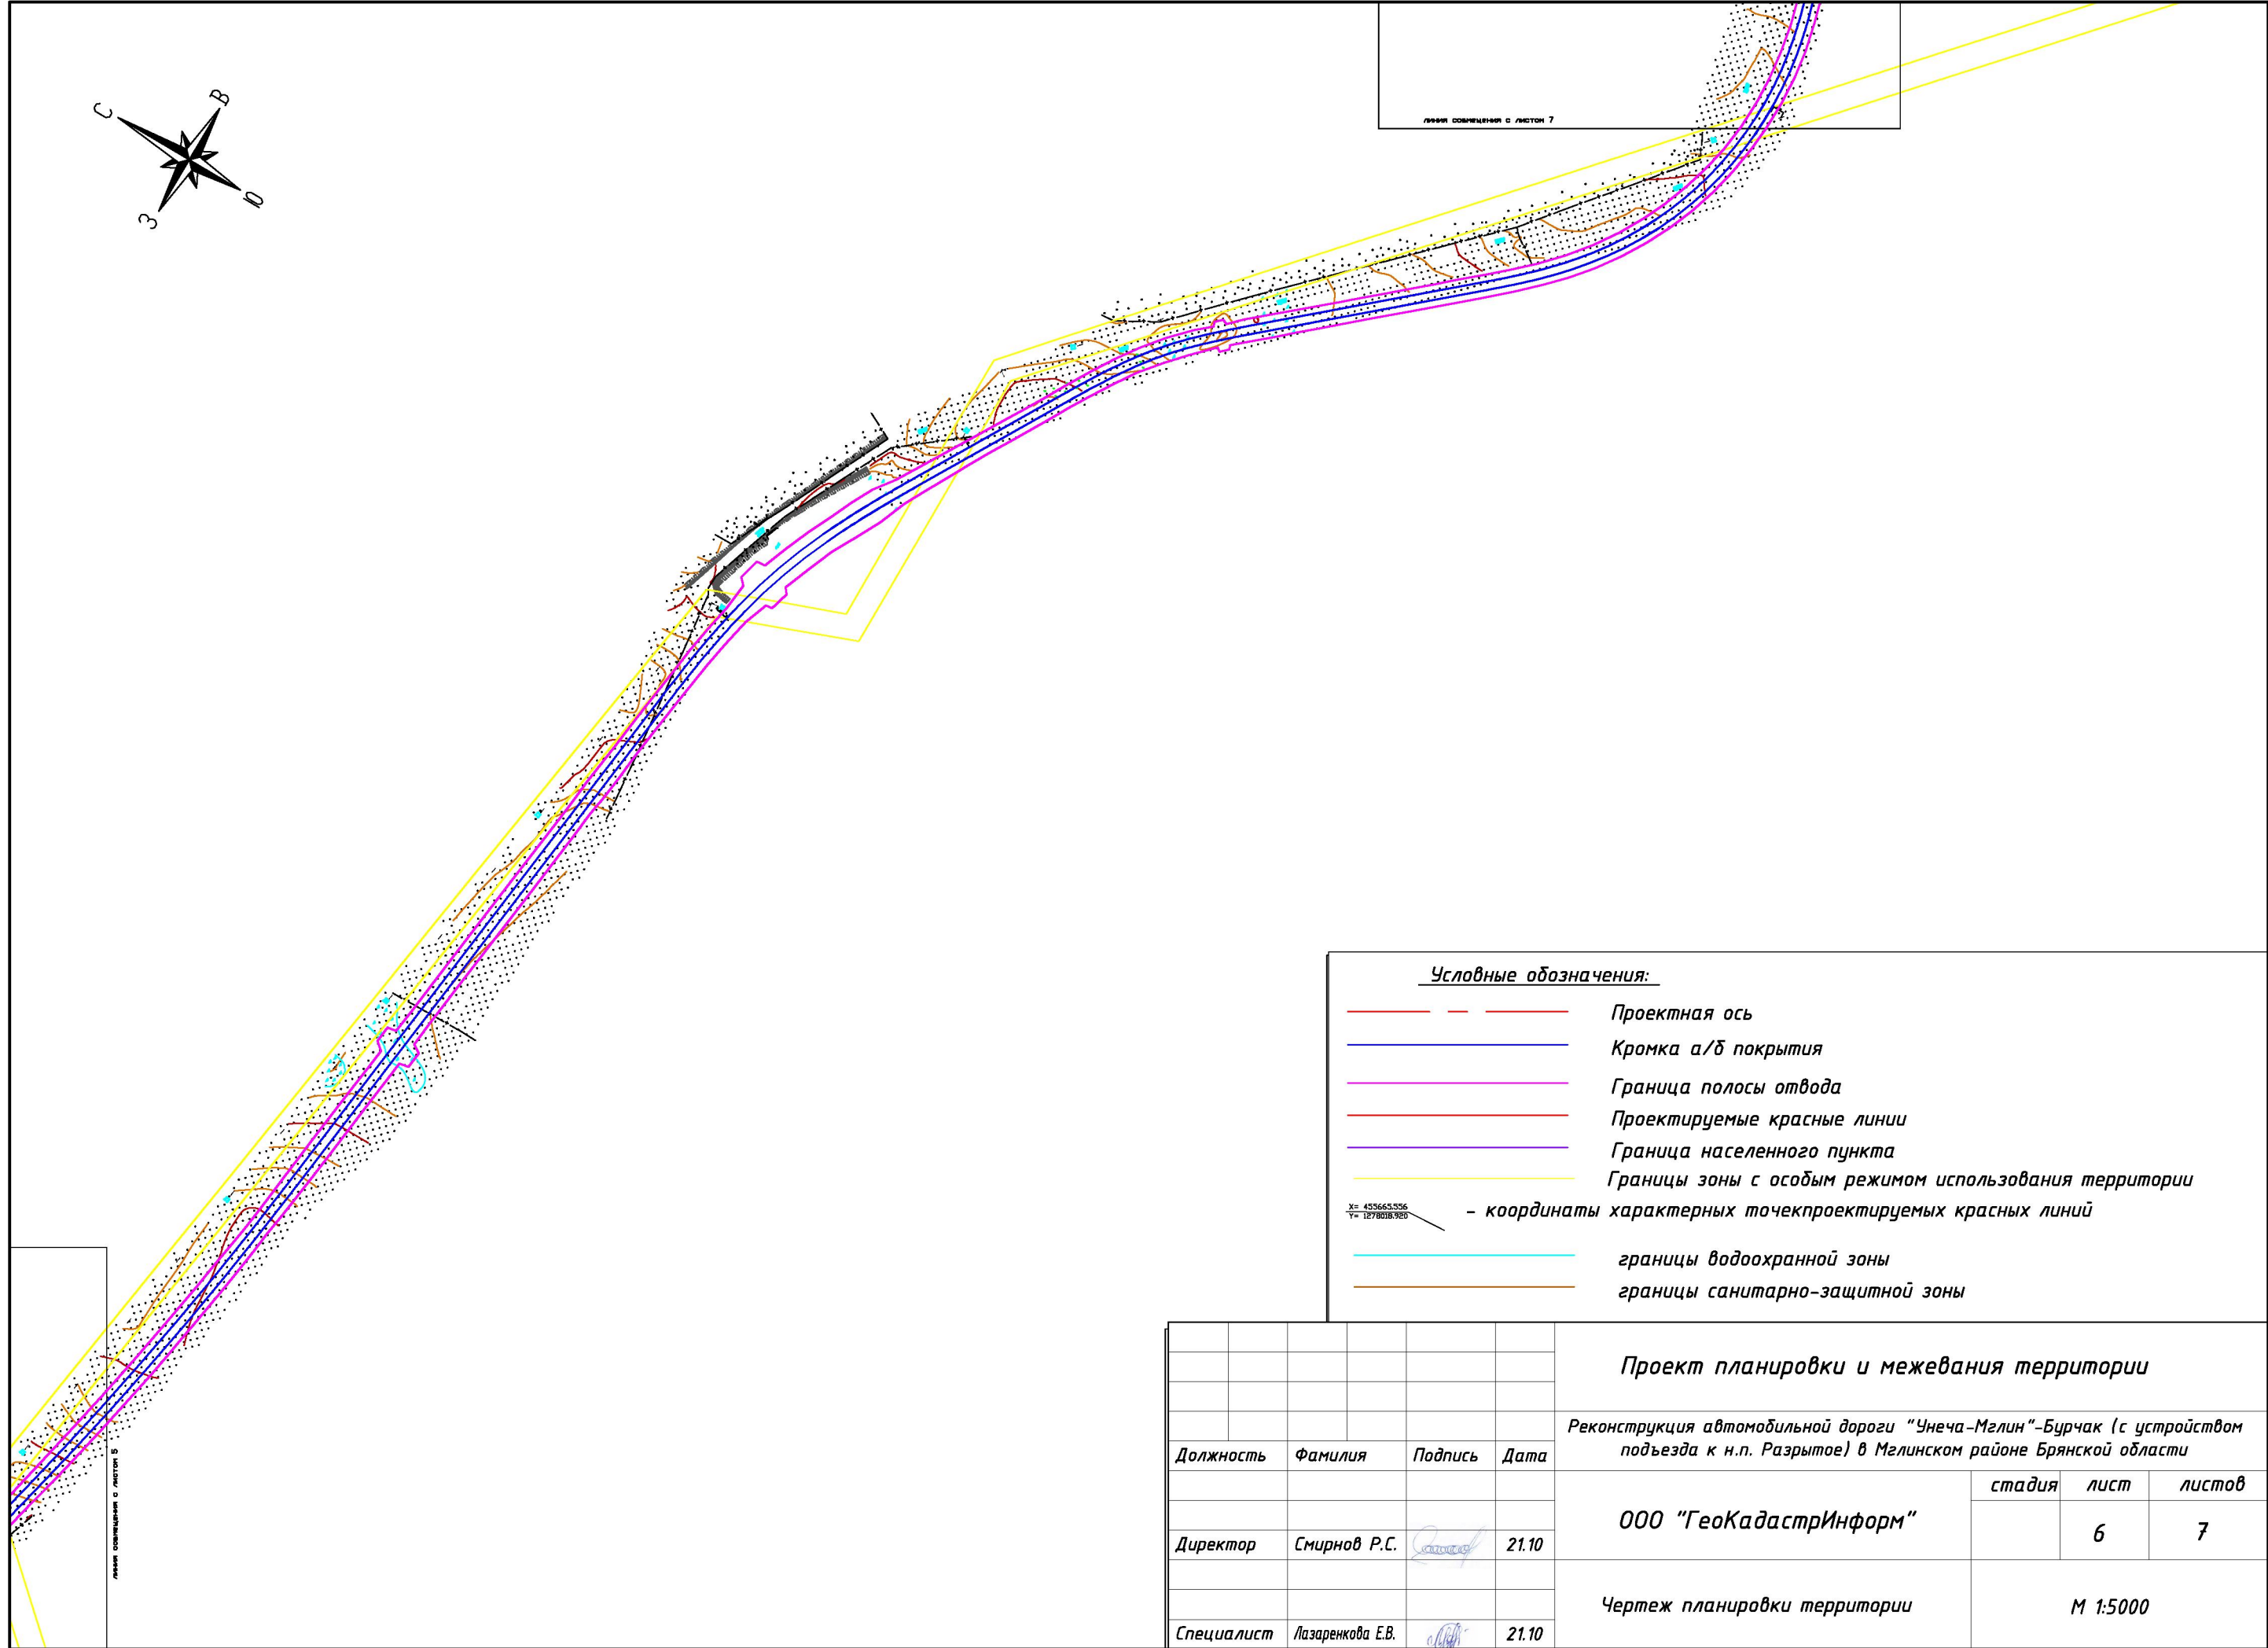 С
В
З
Ю
линия совмещения с листом 7
линия совмещения с листом 5
Условные обозначения:
Проектная ось
Кромка а/б покрытия
Граница полосы отвода
Проектируемые красные линии
Граница населенного пункта
Границы зоны с особым режимом использования территории
X= 455665.556
Y= 1278018.920
- координаты характерных точекпроектируемых красных линий
границы водоохранной зоны
границы санитарно-защитной зоны
Проект планировки и межевания территории
Реконструкция автомобильной дороги "Унеча-Мглин"-Бурчак (с устройством
подъезда к н.п. Разрытое) в Мглинском районе Брянской области
Должность Фамилия Подпись Дата
стадия лист листов
ООО "ГеоКадастрИнформ"
6 7
Директор Смирнов Р.С. 21.10
Чертеж планировки территории
М 1:5000
Специалист Лазаренкова Е.В. 21.10